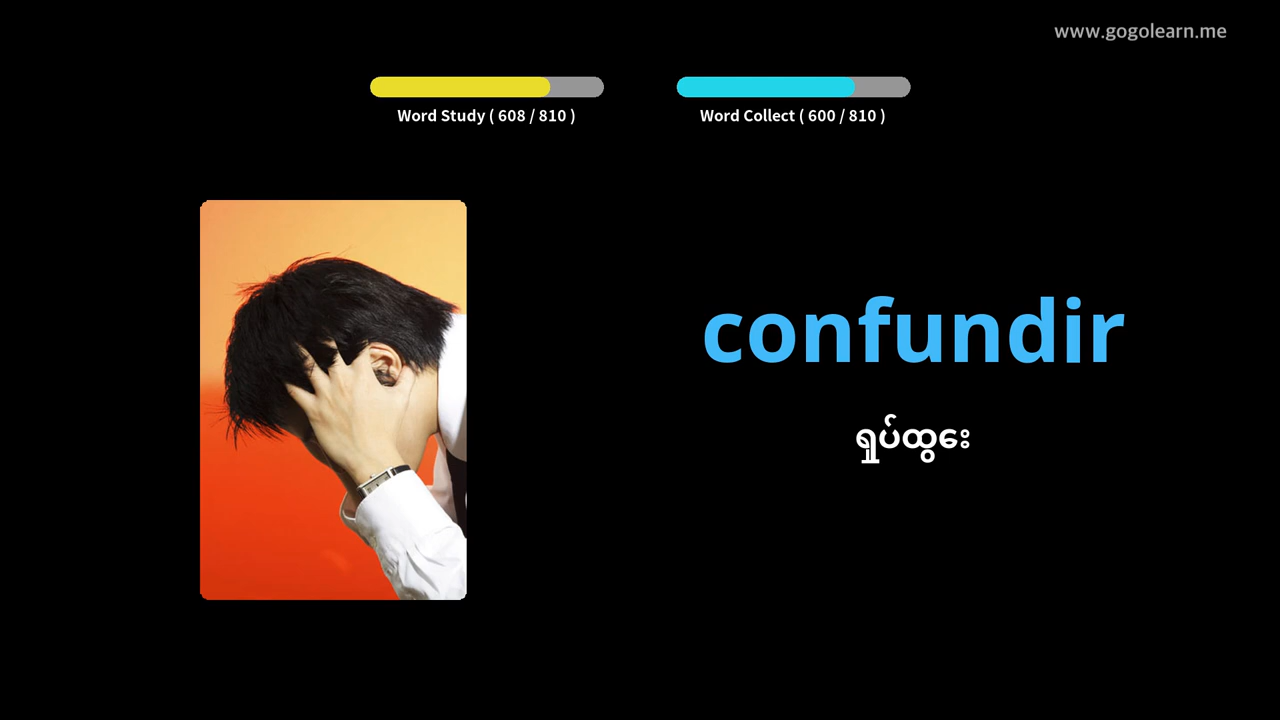 www.gogolearn.me
Word Study ( 608 / 810 )
Word Collect ( 600 / 810 )
confundir
ရှုပ်ထွေး